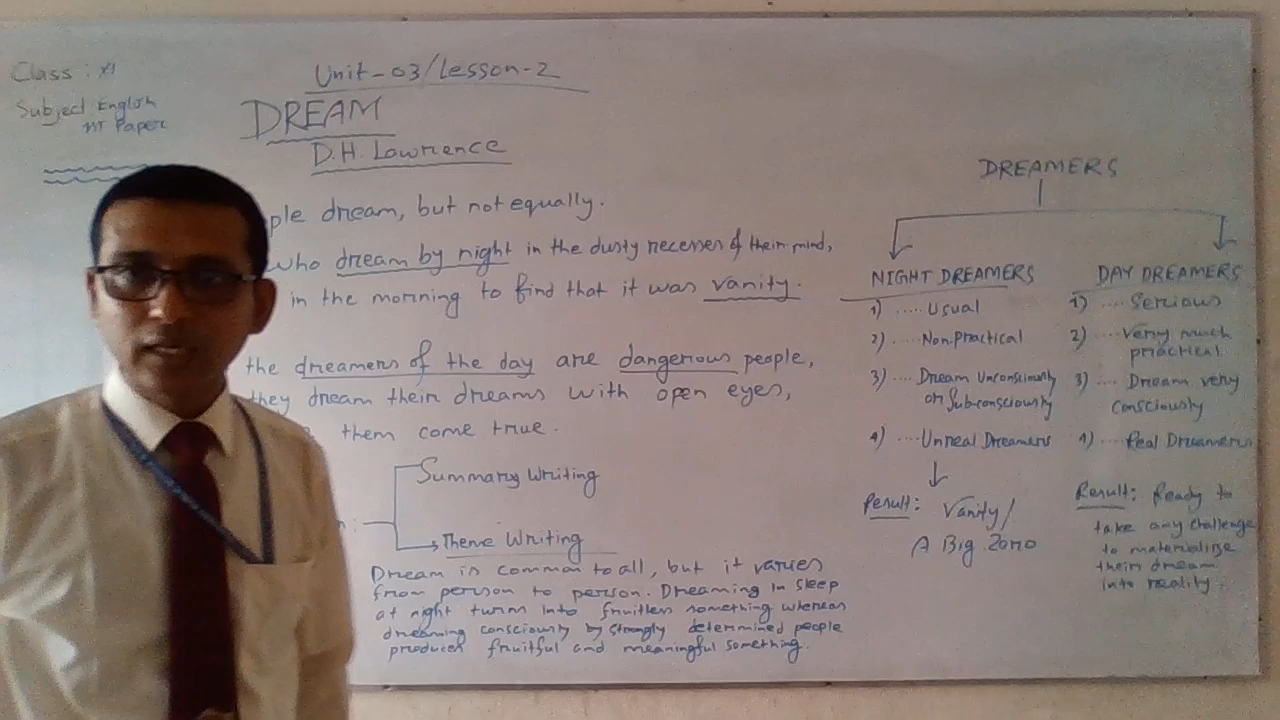 Class: XI
Subject English
1st Paper
Unit-03/Lesson-2
DREAM
D.H. Lawrence
ple dream, but not equally.
who dream by night in the dusty recesses of their mind,
in the morning to find that it was vanity.
the dreamers of the day are dangerous people,
they dream their dreams with open eyes,
them come true.
Summary Writing
n:
Theme Writing
Dream is common to all, but it varies
from person to person. Dreaming in sleep
at night turns into fruitless something whereas
dreaming consciously by strongly determined people
produces fruitful and meaningful something.
DREAMERS
NIGHT DREAMERS
1) ..... Usual
2) ..... Non-Practical
3) .... Dream Unconsciously
or Sub-consciously
4) .... Unreal Dreamers
Result: Vanity/
A Big Zero
DAY DREAMERS
1) .... Serious
2) .... Very much
practical
3) .... Dream very
consciously
4) .... Real Dreamers
Result: Ready to
take any challenge
to materialize
their dream
into reality.